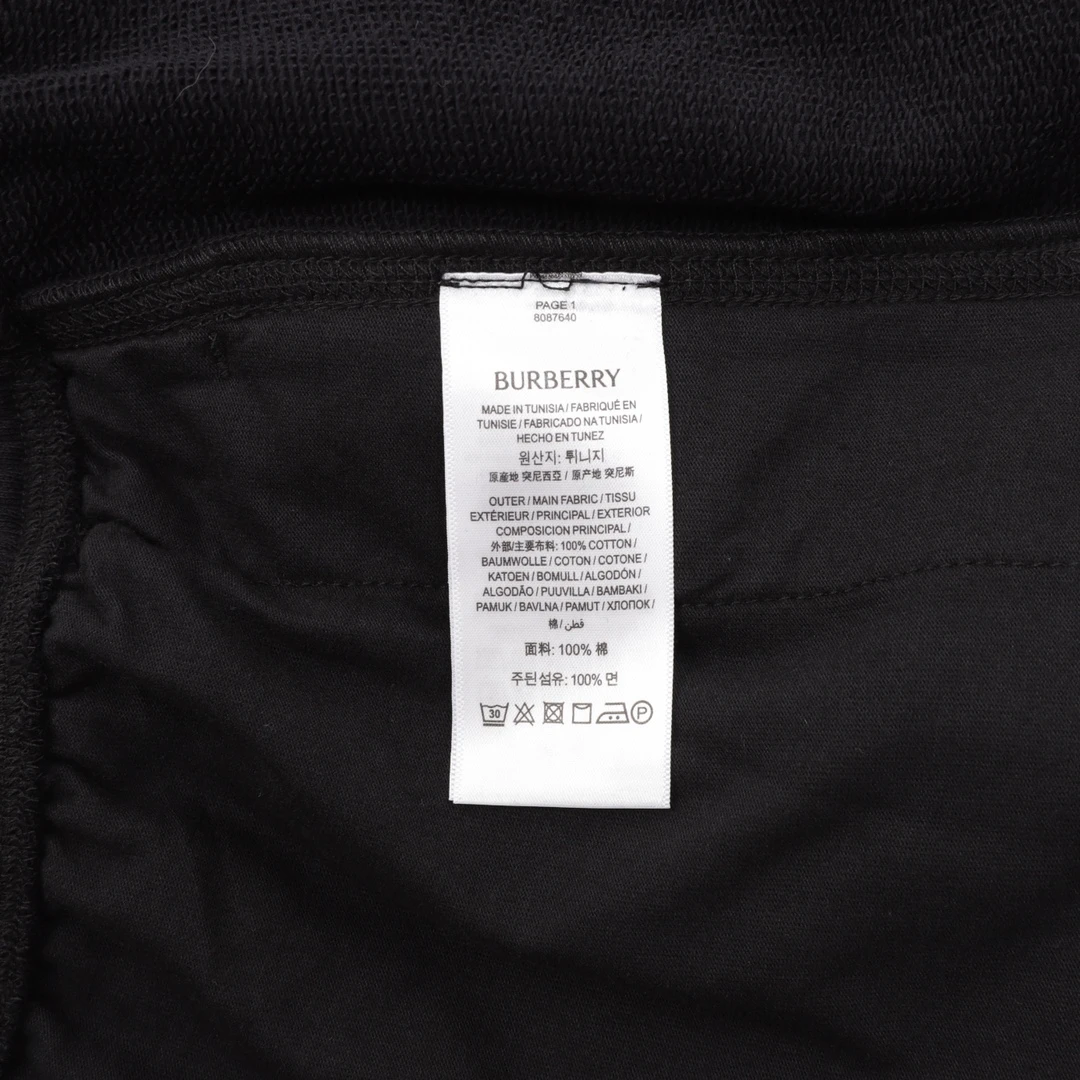 PAGE 1
8087640
BURBERRY
MADE IN TUNISIA / FABRIQUÉ EN
TUNISIE / FABRICADO NA TUNISIA /
HECHO EN TUNEZ
원산지: 튀니지
原産地 突尼西亞 / 原产地 突尼斯
OUTER / MAIN FABRIC / TISSU
EXTÉRIEUR / PRINCIPAL / EXTERIOR
COMPOSICION PRINCIPAL /
外部/主要布料: 100% COTTON /
BAUMWOLLE / COTON / COTONE /
KATOEN / BOMULL / ALGODÓN /
ALGODÃO / PUUVILLA / BAMBAKI /
PAMUK / BAVLNA / PAMUT / ХЛОПОК /
棉 / قطن
面料: 100% 棉
주된섬유: 100% 면
30 P